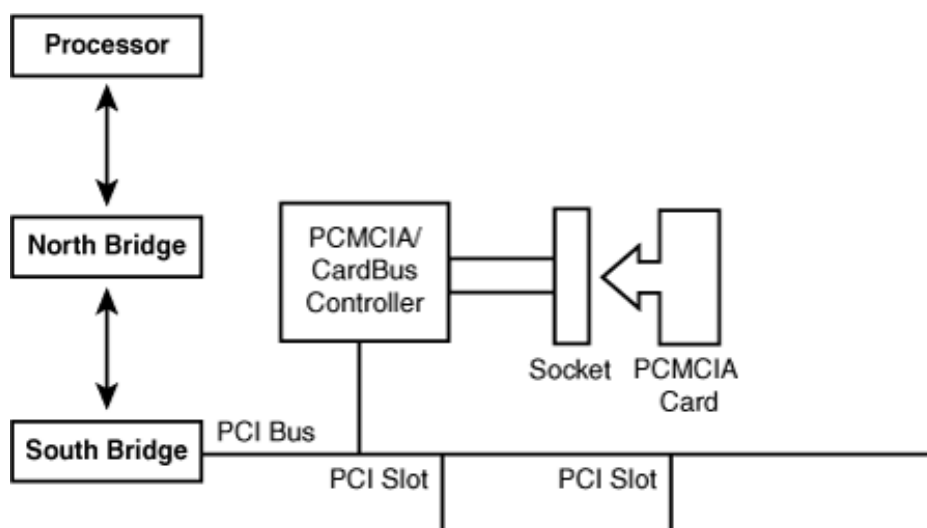 Processor
North Bridge
PCMCIA/
CardBus
Controller
Socket
PCMCIA
Card
South Bridge
PCI Bus
PCI Slot
PCI Slot